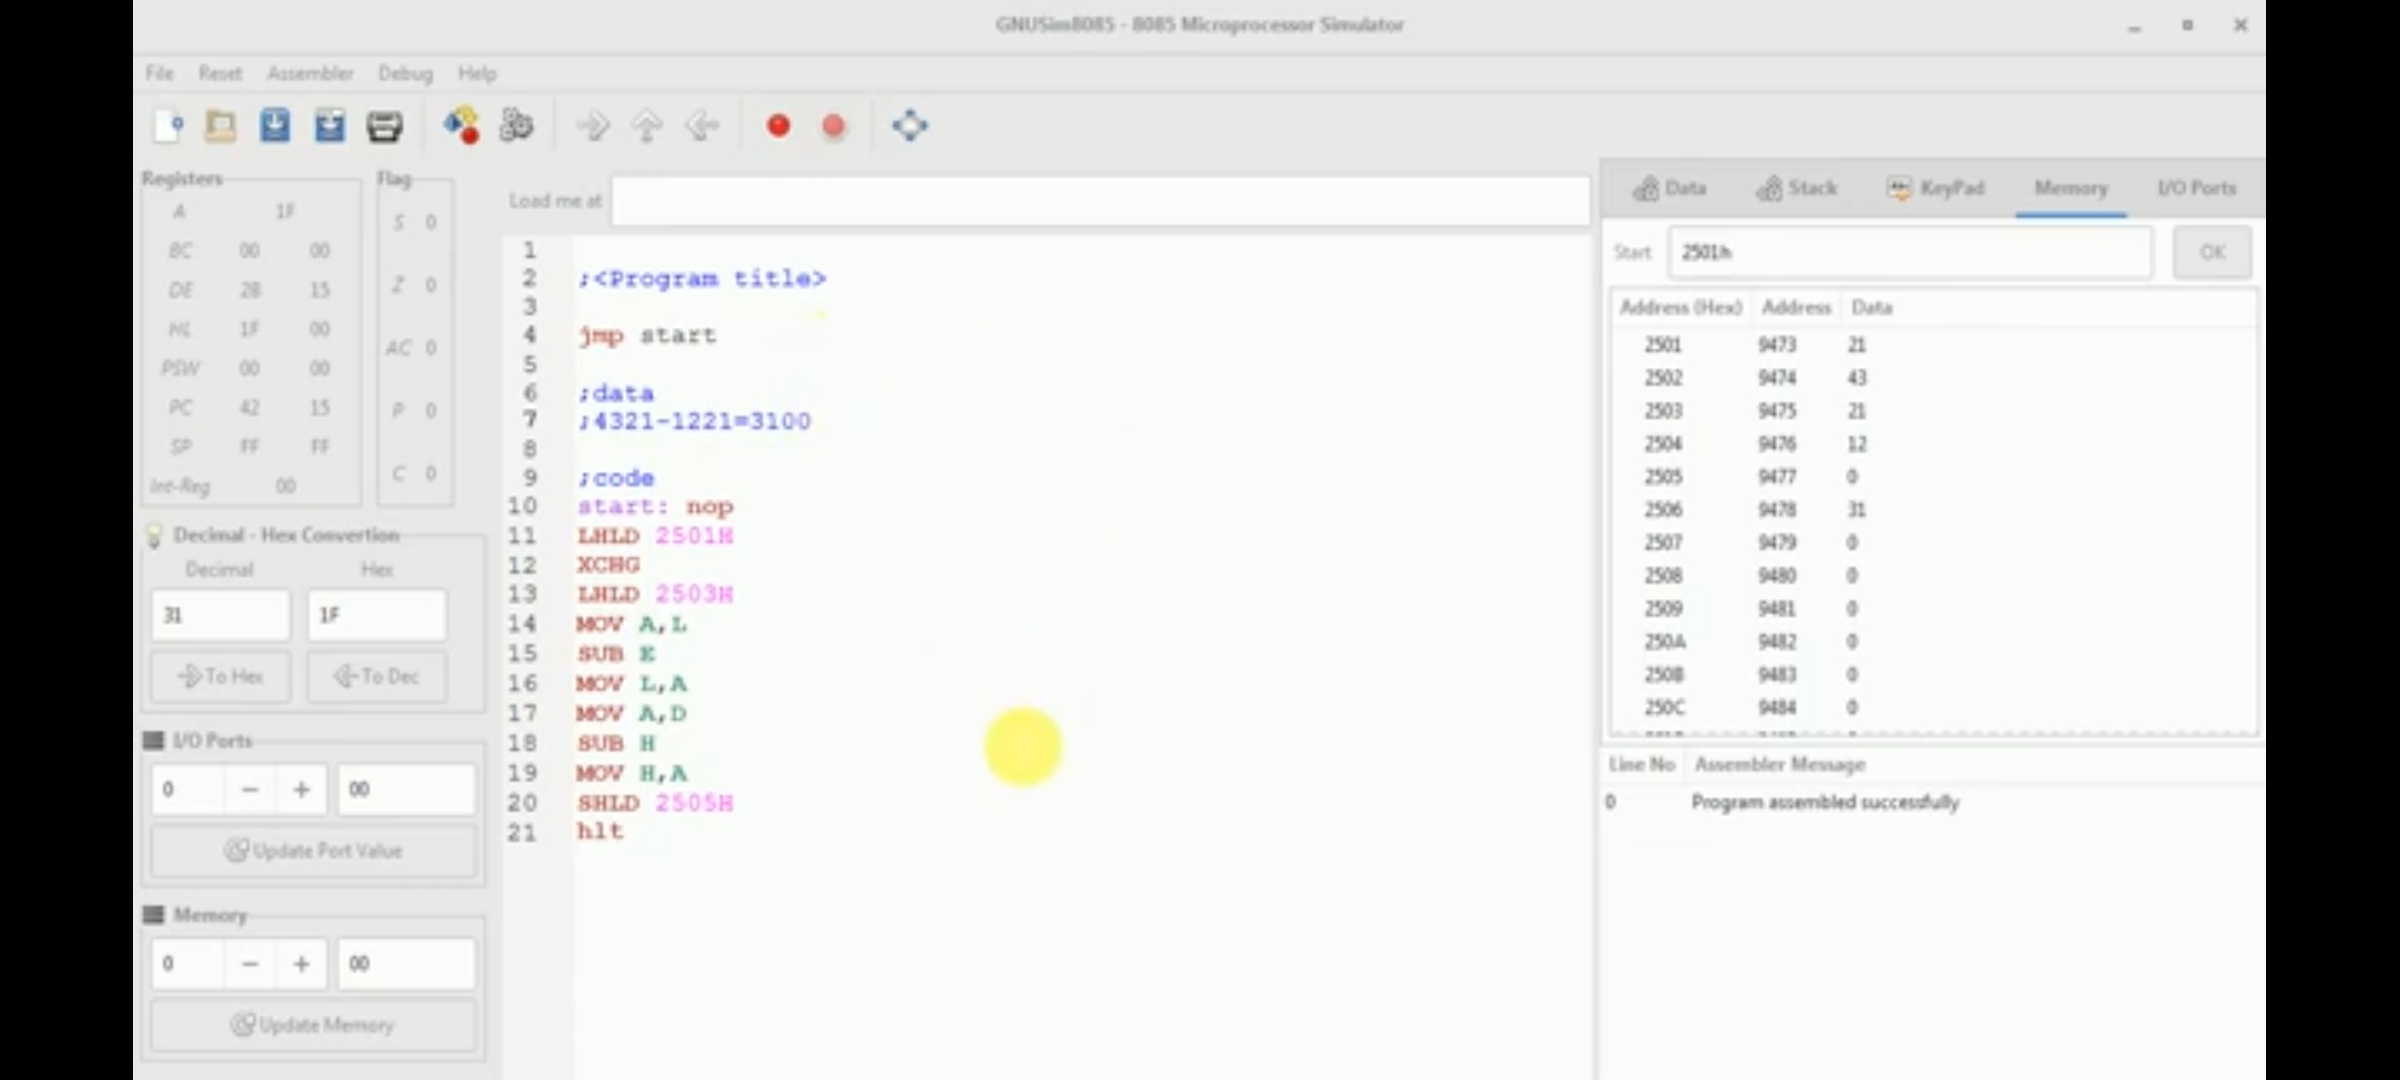 GNUSim8085 - 8085 Microprocessor Simulator
File Reset Assembler Debug Help
Registers
A 1F
BC 00 00
DE 2B 15
HL 1F 00
PSW 00 00
PC 42 15
SP FF FF
Int-Reg 00
Flag
S 0
Z 0
AC 0
P 0
C 0
Decimal - Hex Convertion
Decimal Hex
31 1F
To Hex To Dec
I/O Ports
0 − + 00
Update Port Value
Memory
0 − + 00
Update Memory
Load me at
1
2 ;<Program title>
3
4 jmp start
5
6 ;data
7 ;4321-1221=3100
8
9 ;code
10 start: nop
11 LHLD 2501H
12 XCHG
13 LHLD 2503H
14 MOV A,L
15 SUB E
16 MOV L,A
17 MOV A,D
18 SUB H
19 MOV H,A
20 SHLD 2505H
21 hlt
Data Stack KeyPad Memory I/O Ports
Start 2501h OK
Address (Hex) Address Data
2501 9473 21
2502 9474 43
2503 9475 21
2504 9476 12
2505 9477 0
2506 9478 31
2507 9479 0
2508 9480 0
2509 9481 0
250A 9482 0
250B 9483 0
250C 9484 0
Line No Assembler Message
0 Program assembled successfully